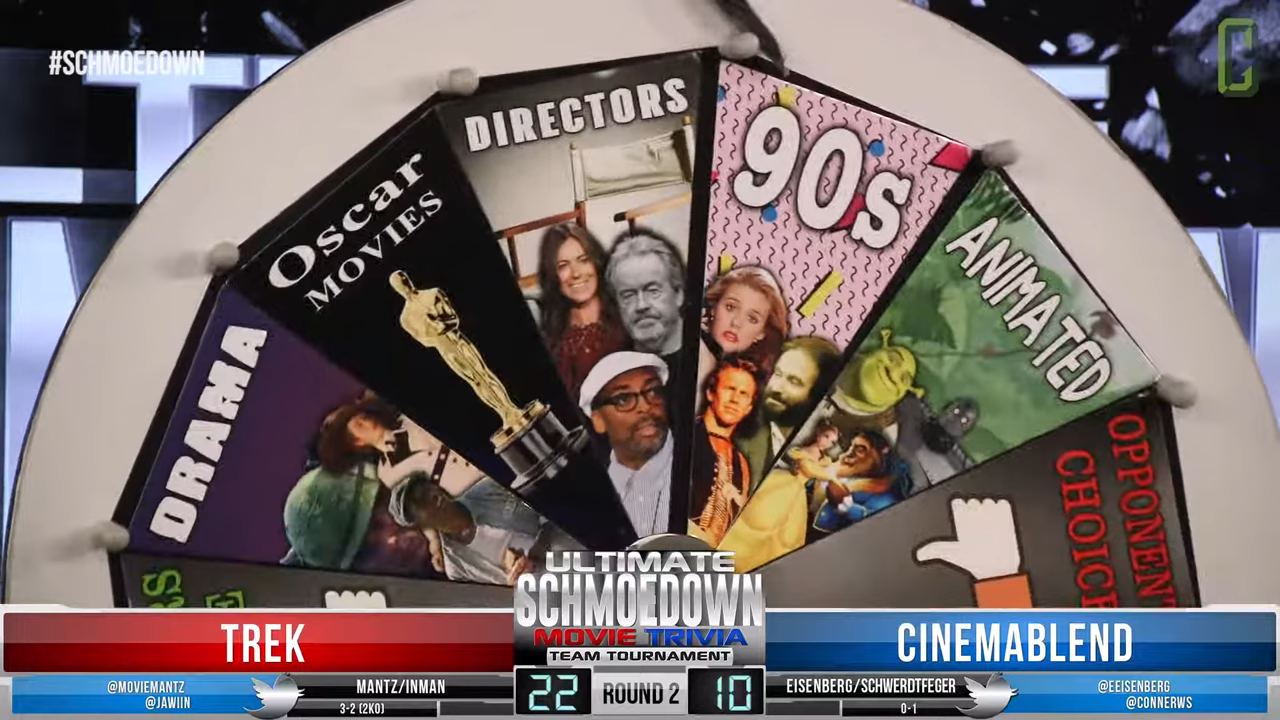 #SCHMOEDOWN
C
DIRECTORS
90s
Oscar
MOVIES
ANIMATED
DRAMA
OPPONENT
CHOICE
ULTIMATE
SCHMOEDOWN
MOVIE TRIVIA
TEAM TOURNAMENT
TREK
CINEMABLEND
@MOVIEMANTZ
@JAWIIN
MANTZ/INMAN
3-2 (2KO)
22
ROUND 2
10
EISENBERG/SCHWERDTFEGER
0-1
@EEISENBERG
@CONNERWS